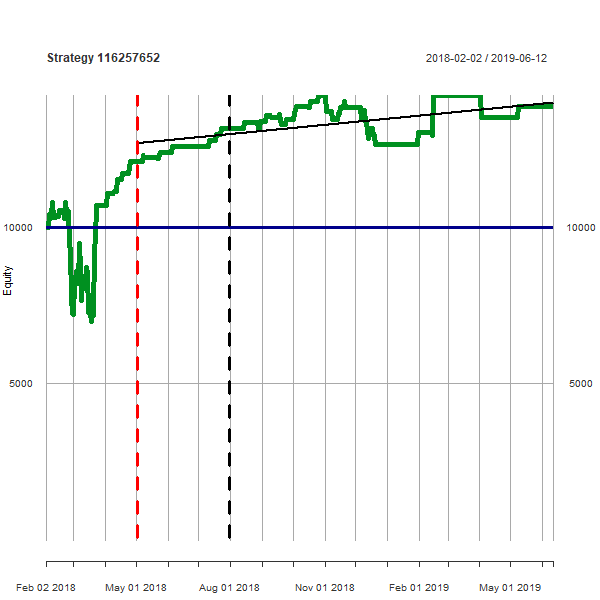 Strategy 116257652
2018-02-02 / 2019-06-12
10000
10000
Equity
5000
5000
Feb 02 2018
May 01 2018
Aug 01 2018
Nov 01 2018
Feb 01 2019
May 01 2019